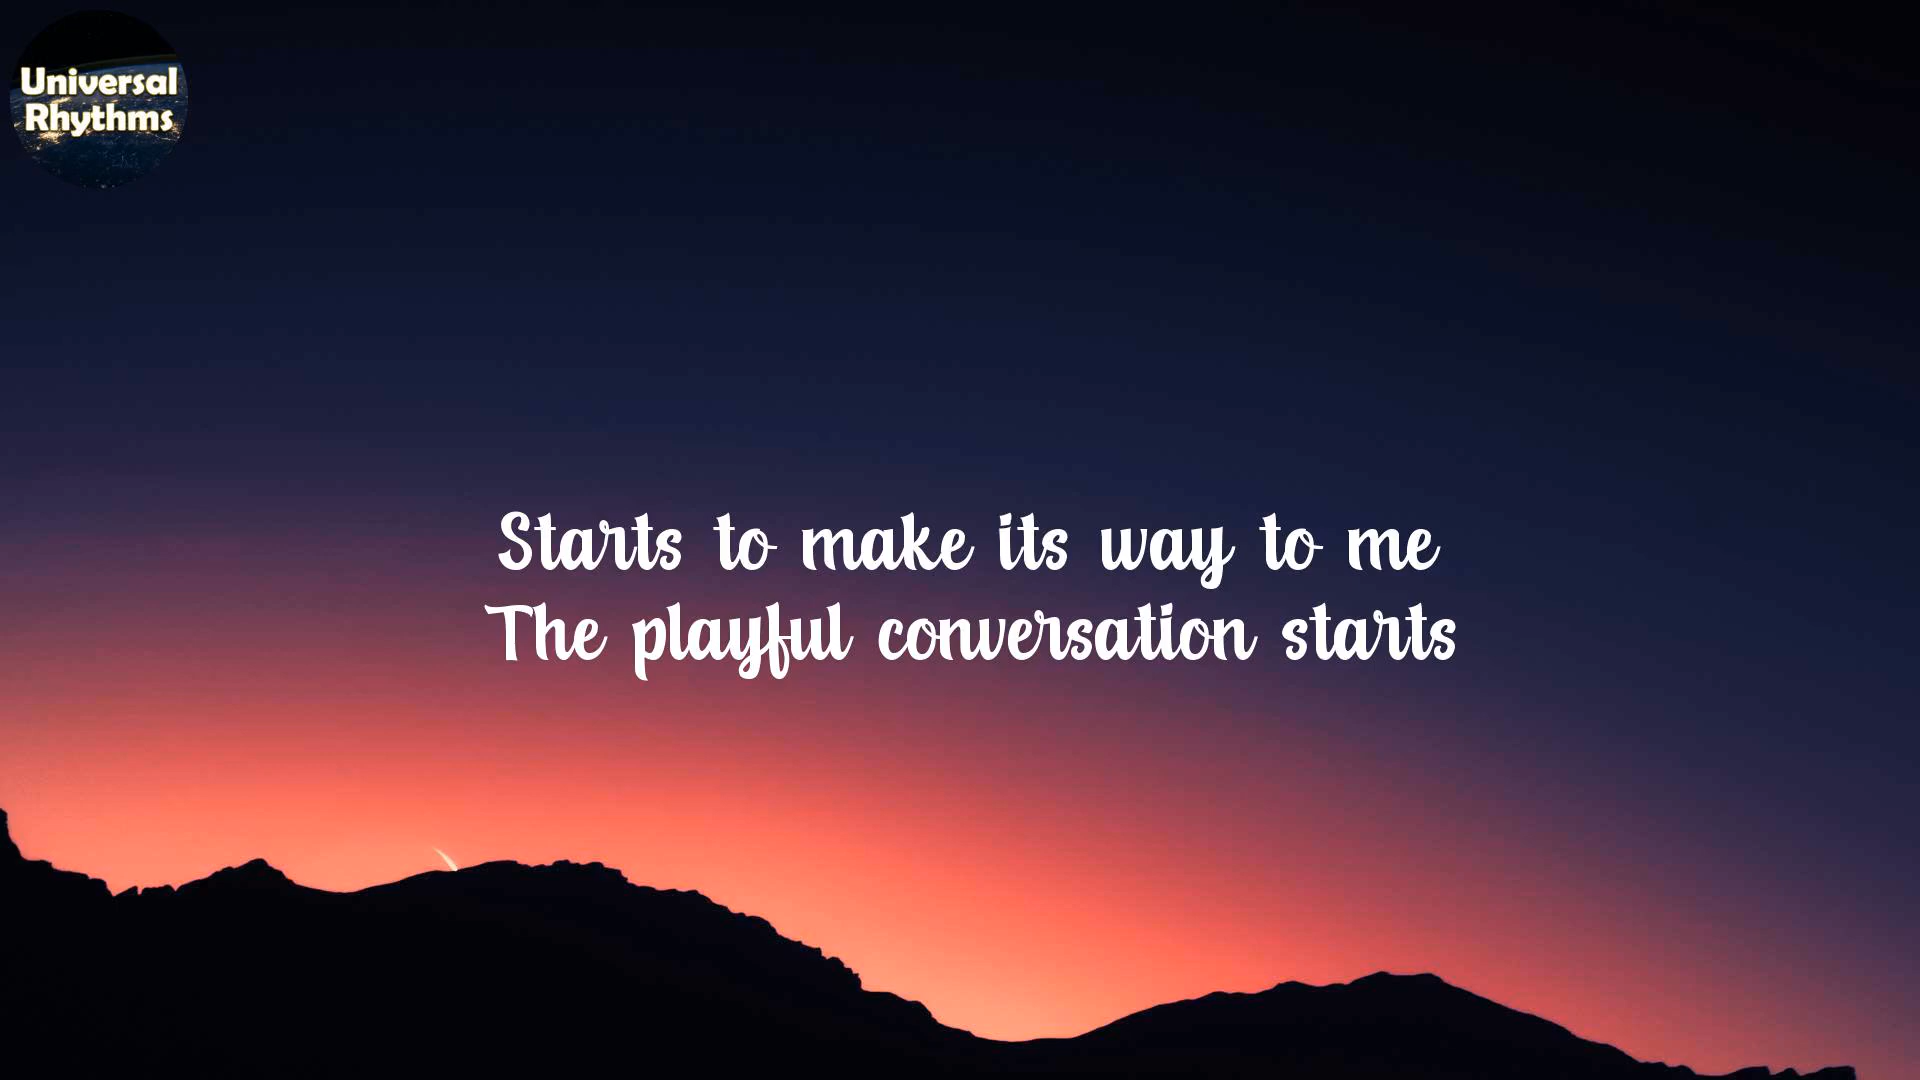 Universal
Rhythms
Starts to make its way to me
The playful conversation starts